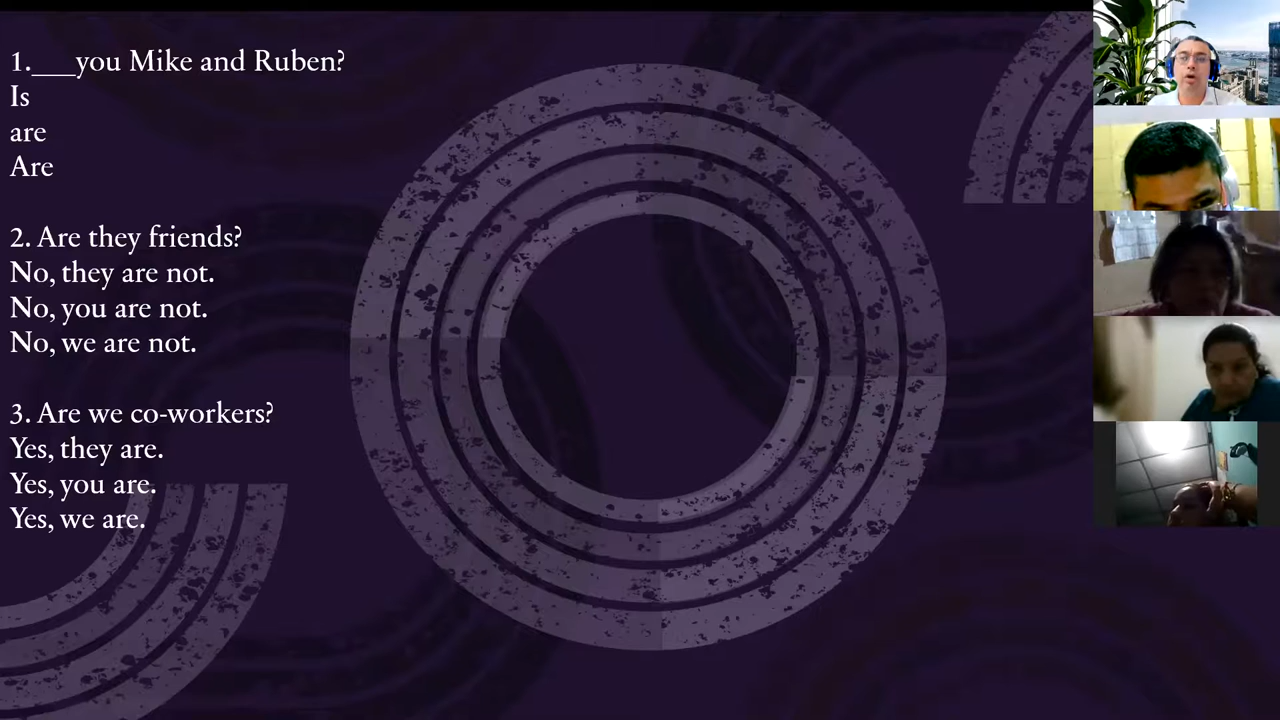 1.___you Mike and Ruben?
Is
are
Are
2. Are they friends?
No, they are not.
No, you are not.
No, we are not.
3. Are we co-workers?
Yes, they are.
Yes, you are.
Yes, we are.